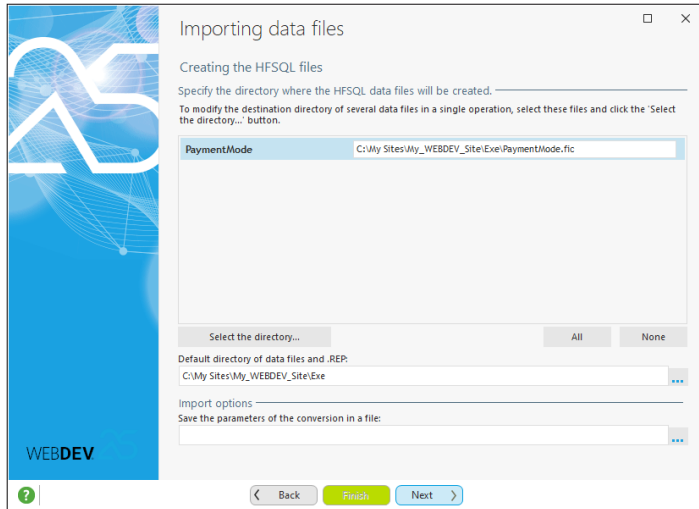 Importing data files
Creating the HFSQL files
Specify the directory where the HFSQL data files will be created.
To modify the destination directory of several data files in a single operation, select these files and click the 'Select
the directory...' button.
PaymentMode C:\My Sites\My_WEBDEV_Site\Exe\PaymentMode.fic
Select the directory... All None
Default directory of data files and .REP:
C:\My Sites\My_WEBDEV_Site\Exe
...
Import options
Save the parameters of the conversion in a file:
...
WEBDEV 25
? < Back Finish Next >